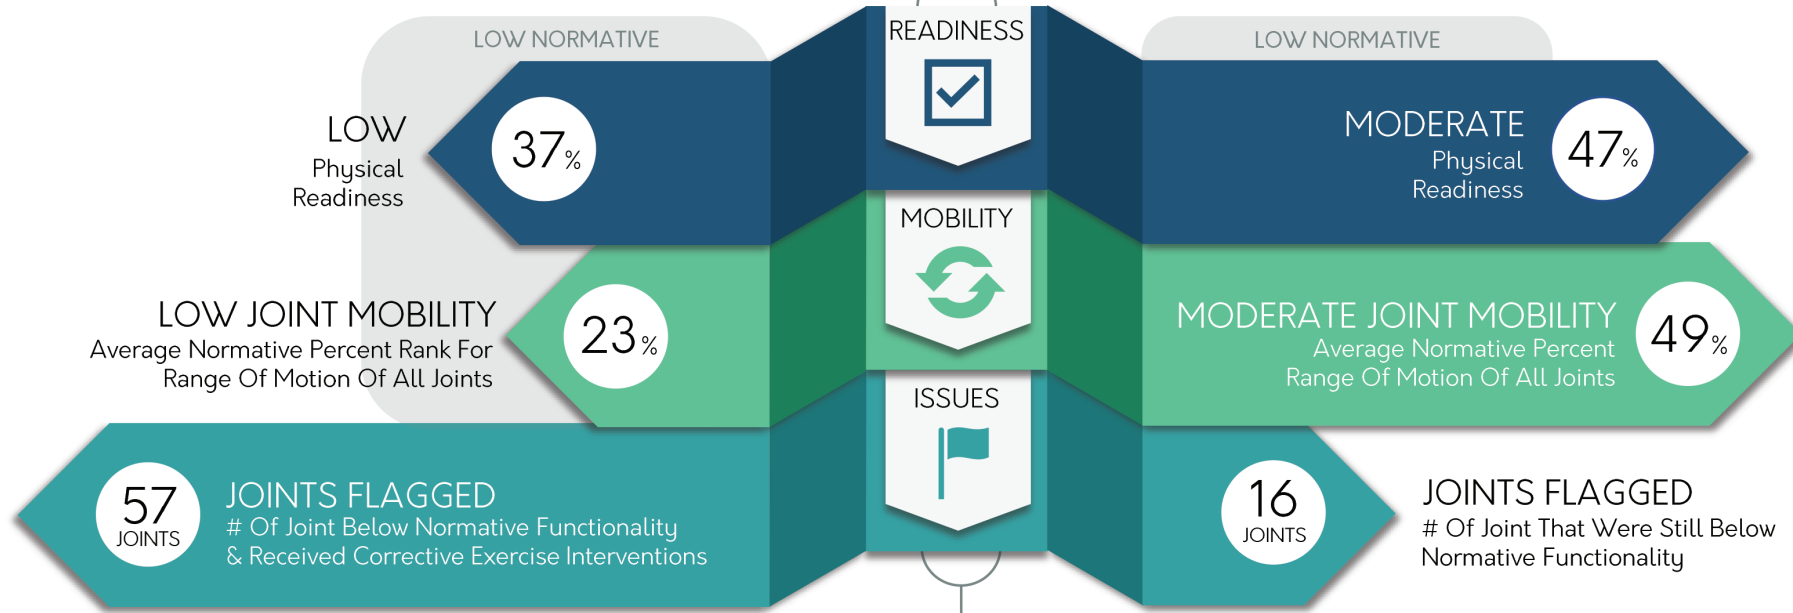 LOW NORMATIVE
READINESS
LOW NORMATIVE
LOW
Physical
Readiness
37%
MODERATE
Physical
Readiness
47%
MOBILITY
LOW JOINT MOBILITY
Average Normative Percent Rank For
Range Of Motion Of All Joints
23%
MODERATE JOINT MOBILITY
Average Normative Percent
Range Of Motion Of All Joints
49%
ISSUES
57
JOINTS
JOINTS FLAGGED
# Of Joint Below Normative Functionality
& Received Corrective Exercise Interventions
16
JOINTS
JOINTS FLAGGED
# Of Joint That Were Still Below
Normative Functionality